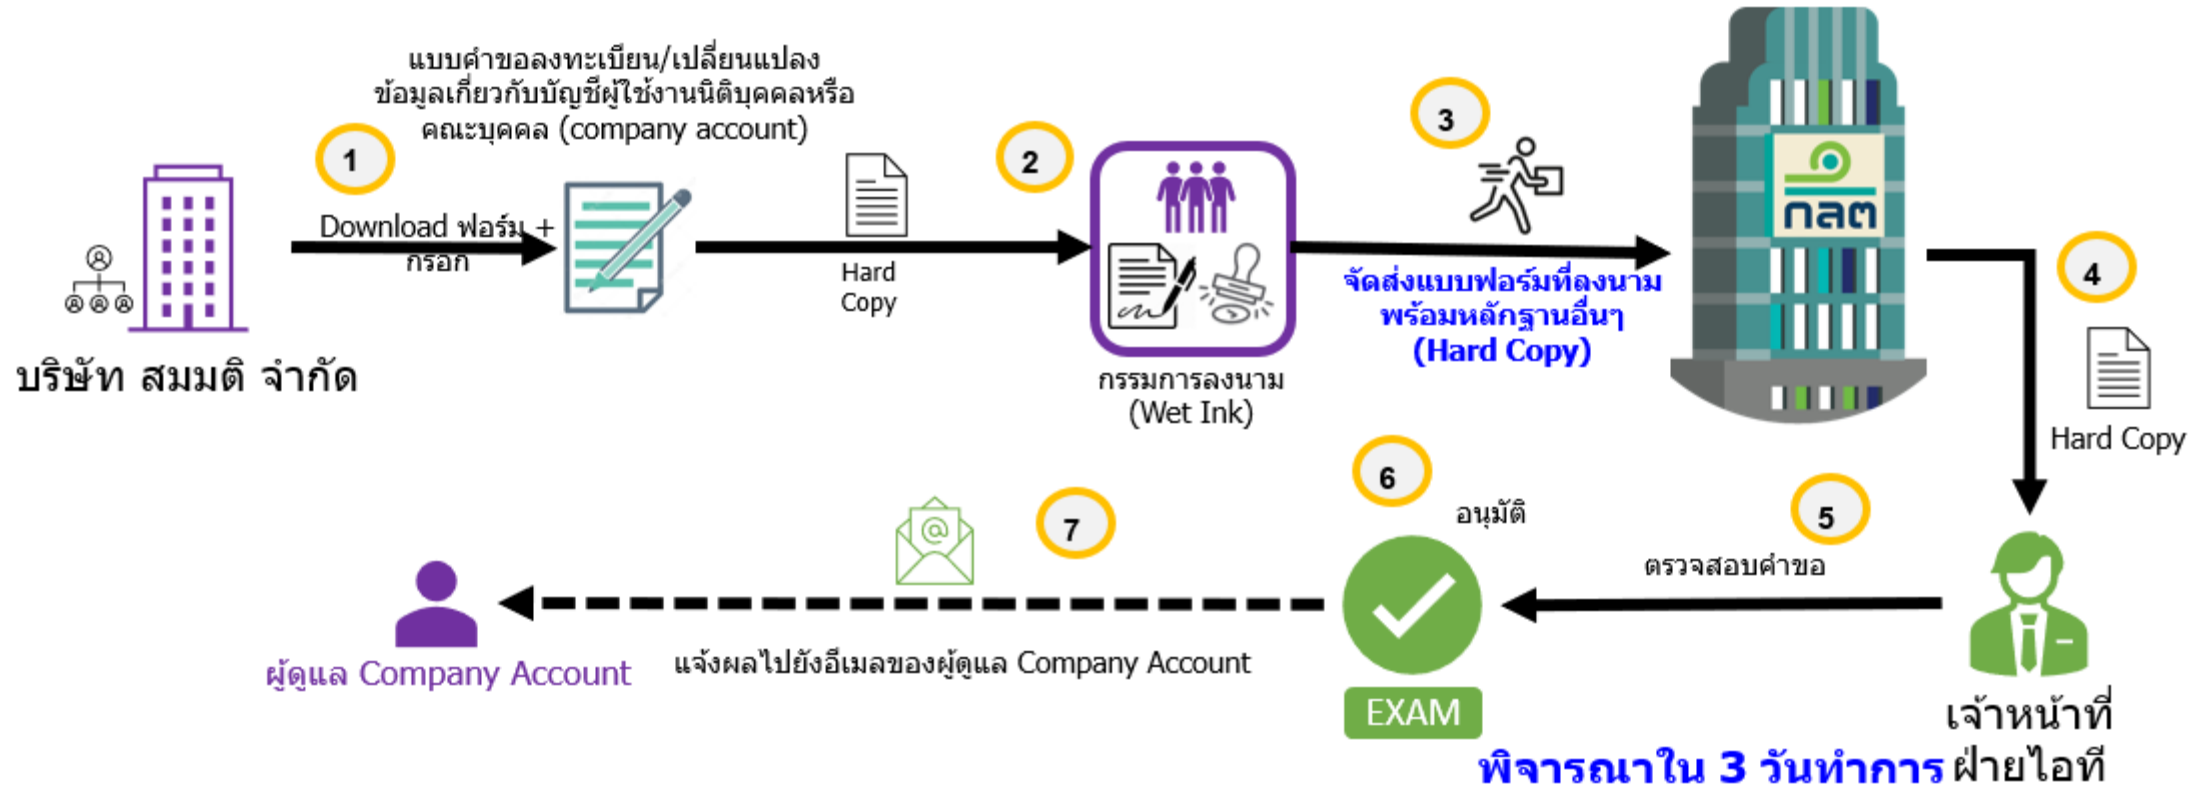 แบบคำขอลงทะเบียน/เปลี่ยนแปลง
ข้อมูลเกี่ยวกับบัญชีผู้ใช้งานนิติบุคคลหรือ
คณะบุคคล (company account)
1
Download ฟอร์ม +
กรอก
บริษัท สมมติ จำกัด
Hard
Copy
2
กรรมการลงนาม
(Wet Ink)
3
จัดส่งแบบฟอร์มที่ลงนาม
พร้อมหลักฐานอื่นๆ
(Hard Copy)
กลต
4
Hard Copy
เจ้าหน้าที่
ฝ่ายไอที
5
ตรวจสอบคำขอ
6
อนุมัติ
EXAM
พิจารณาใน 3 วันทำการ
7
@
แจ้งผลไปยังอีเมลของผู้ดูแล Company Account
ผู้ดูแล Company Account